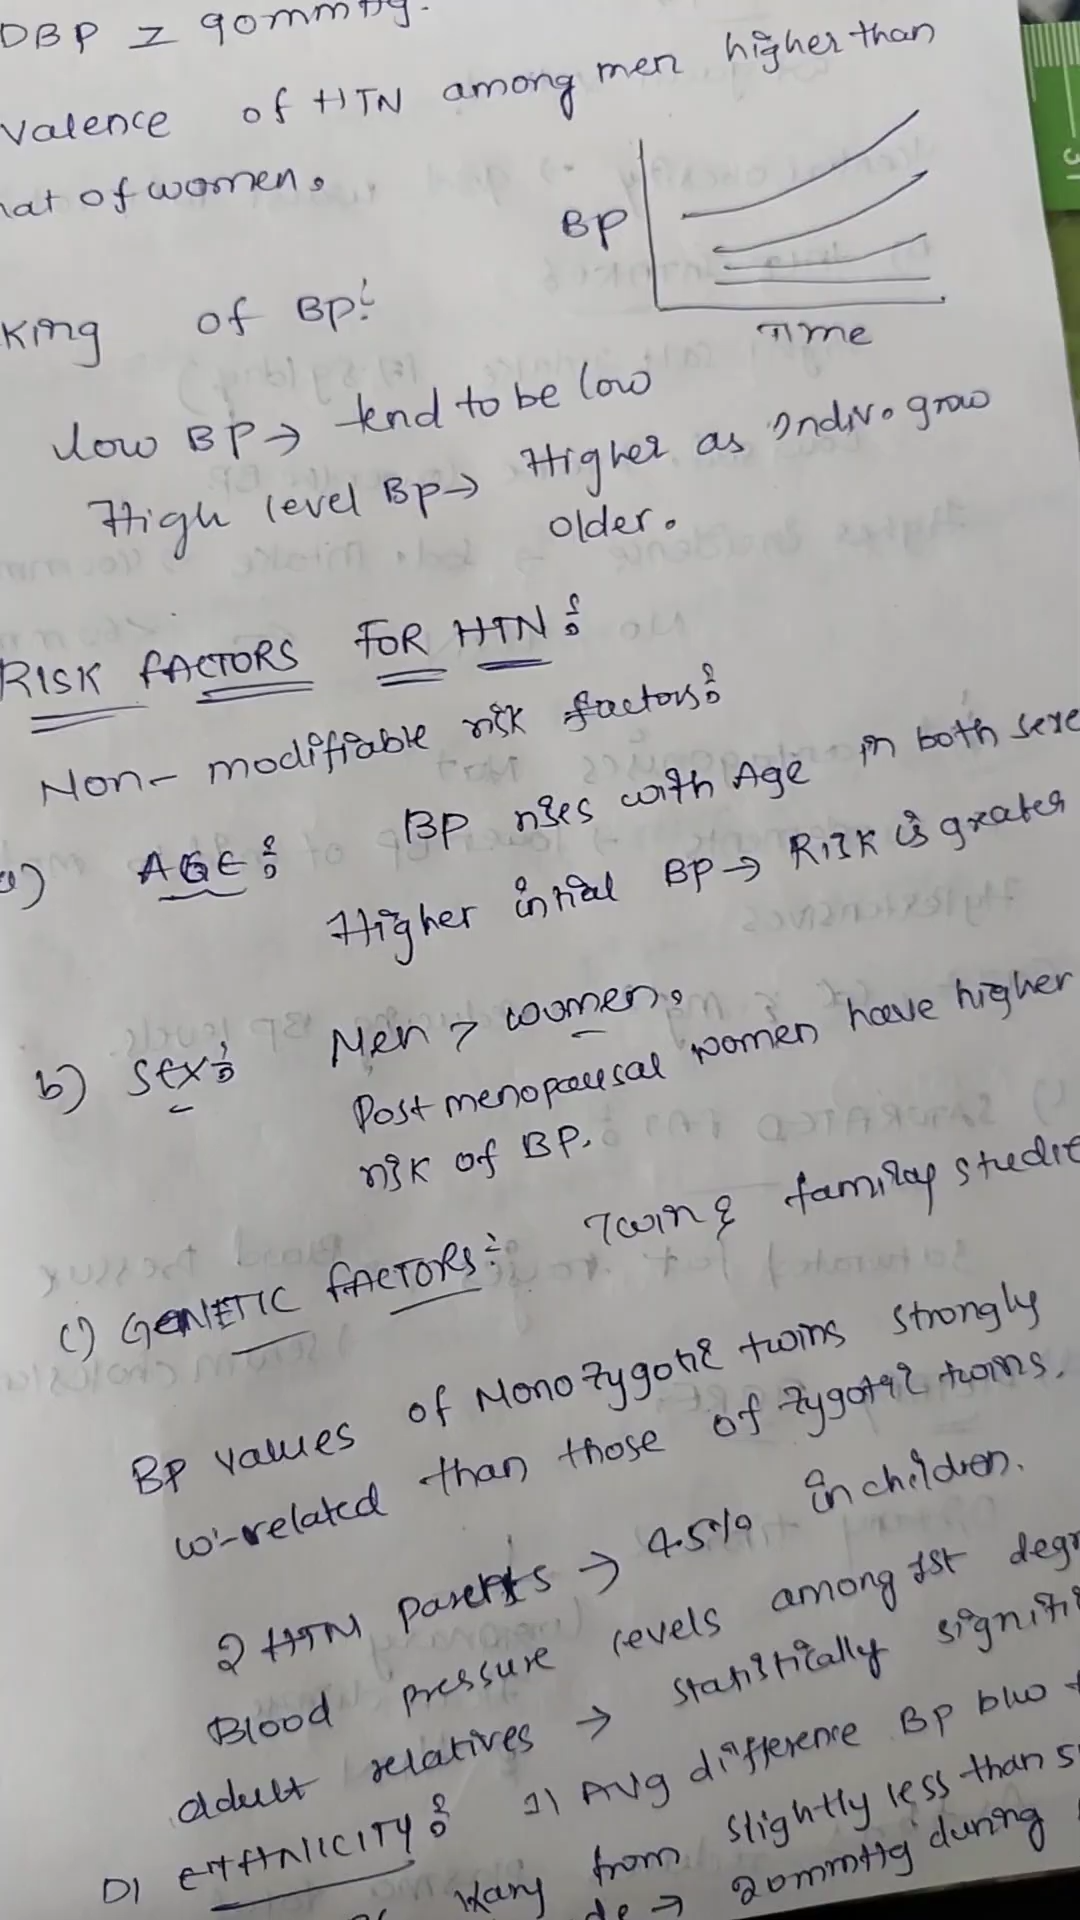 DBP ≥ 90mmHg.
valence of HTN among men higher than
hat of women.
BP
Time
king of BP:
low BP → tend to be low
High level BP → Higher as indiv. grow
older.
RISK FACTORS FOR HTN:
Non-modifiable risk factors:
a) AGE: BP rises with Age in both sexe
Higher initial BP → Risk is greater
b) SEX: Men > women.
Post menopausal women have higher
risk of BP.
c) GENETIC FACTORS: Twin & family studie
BP values of Monozygotic twins strongly
co-related than those of zygotic twins.
2 HTN parents → 4.5% in children.
Blood pressure levels among 1st degr
adult relatives → statistically signifi
D) ETHNICITY: 1) Avg difference BP b/w
vary from slightly less than 5
de → 20mmHg during